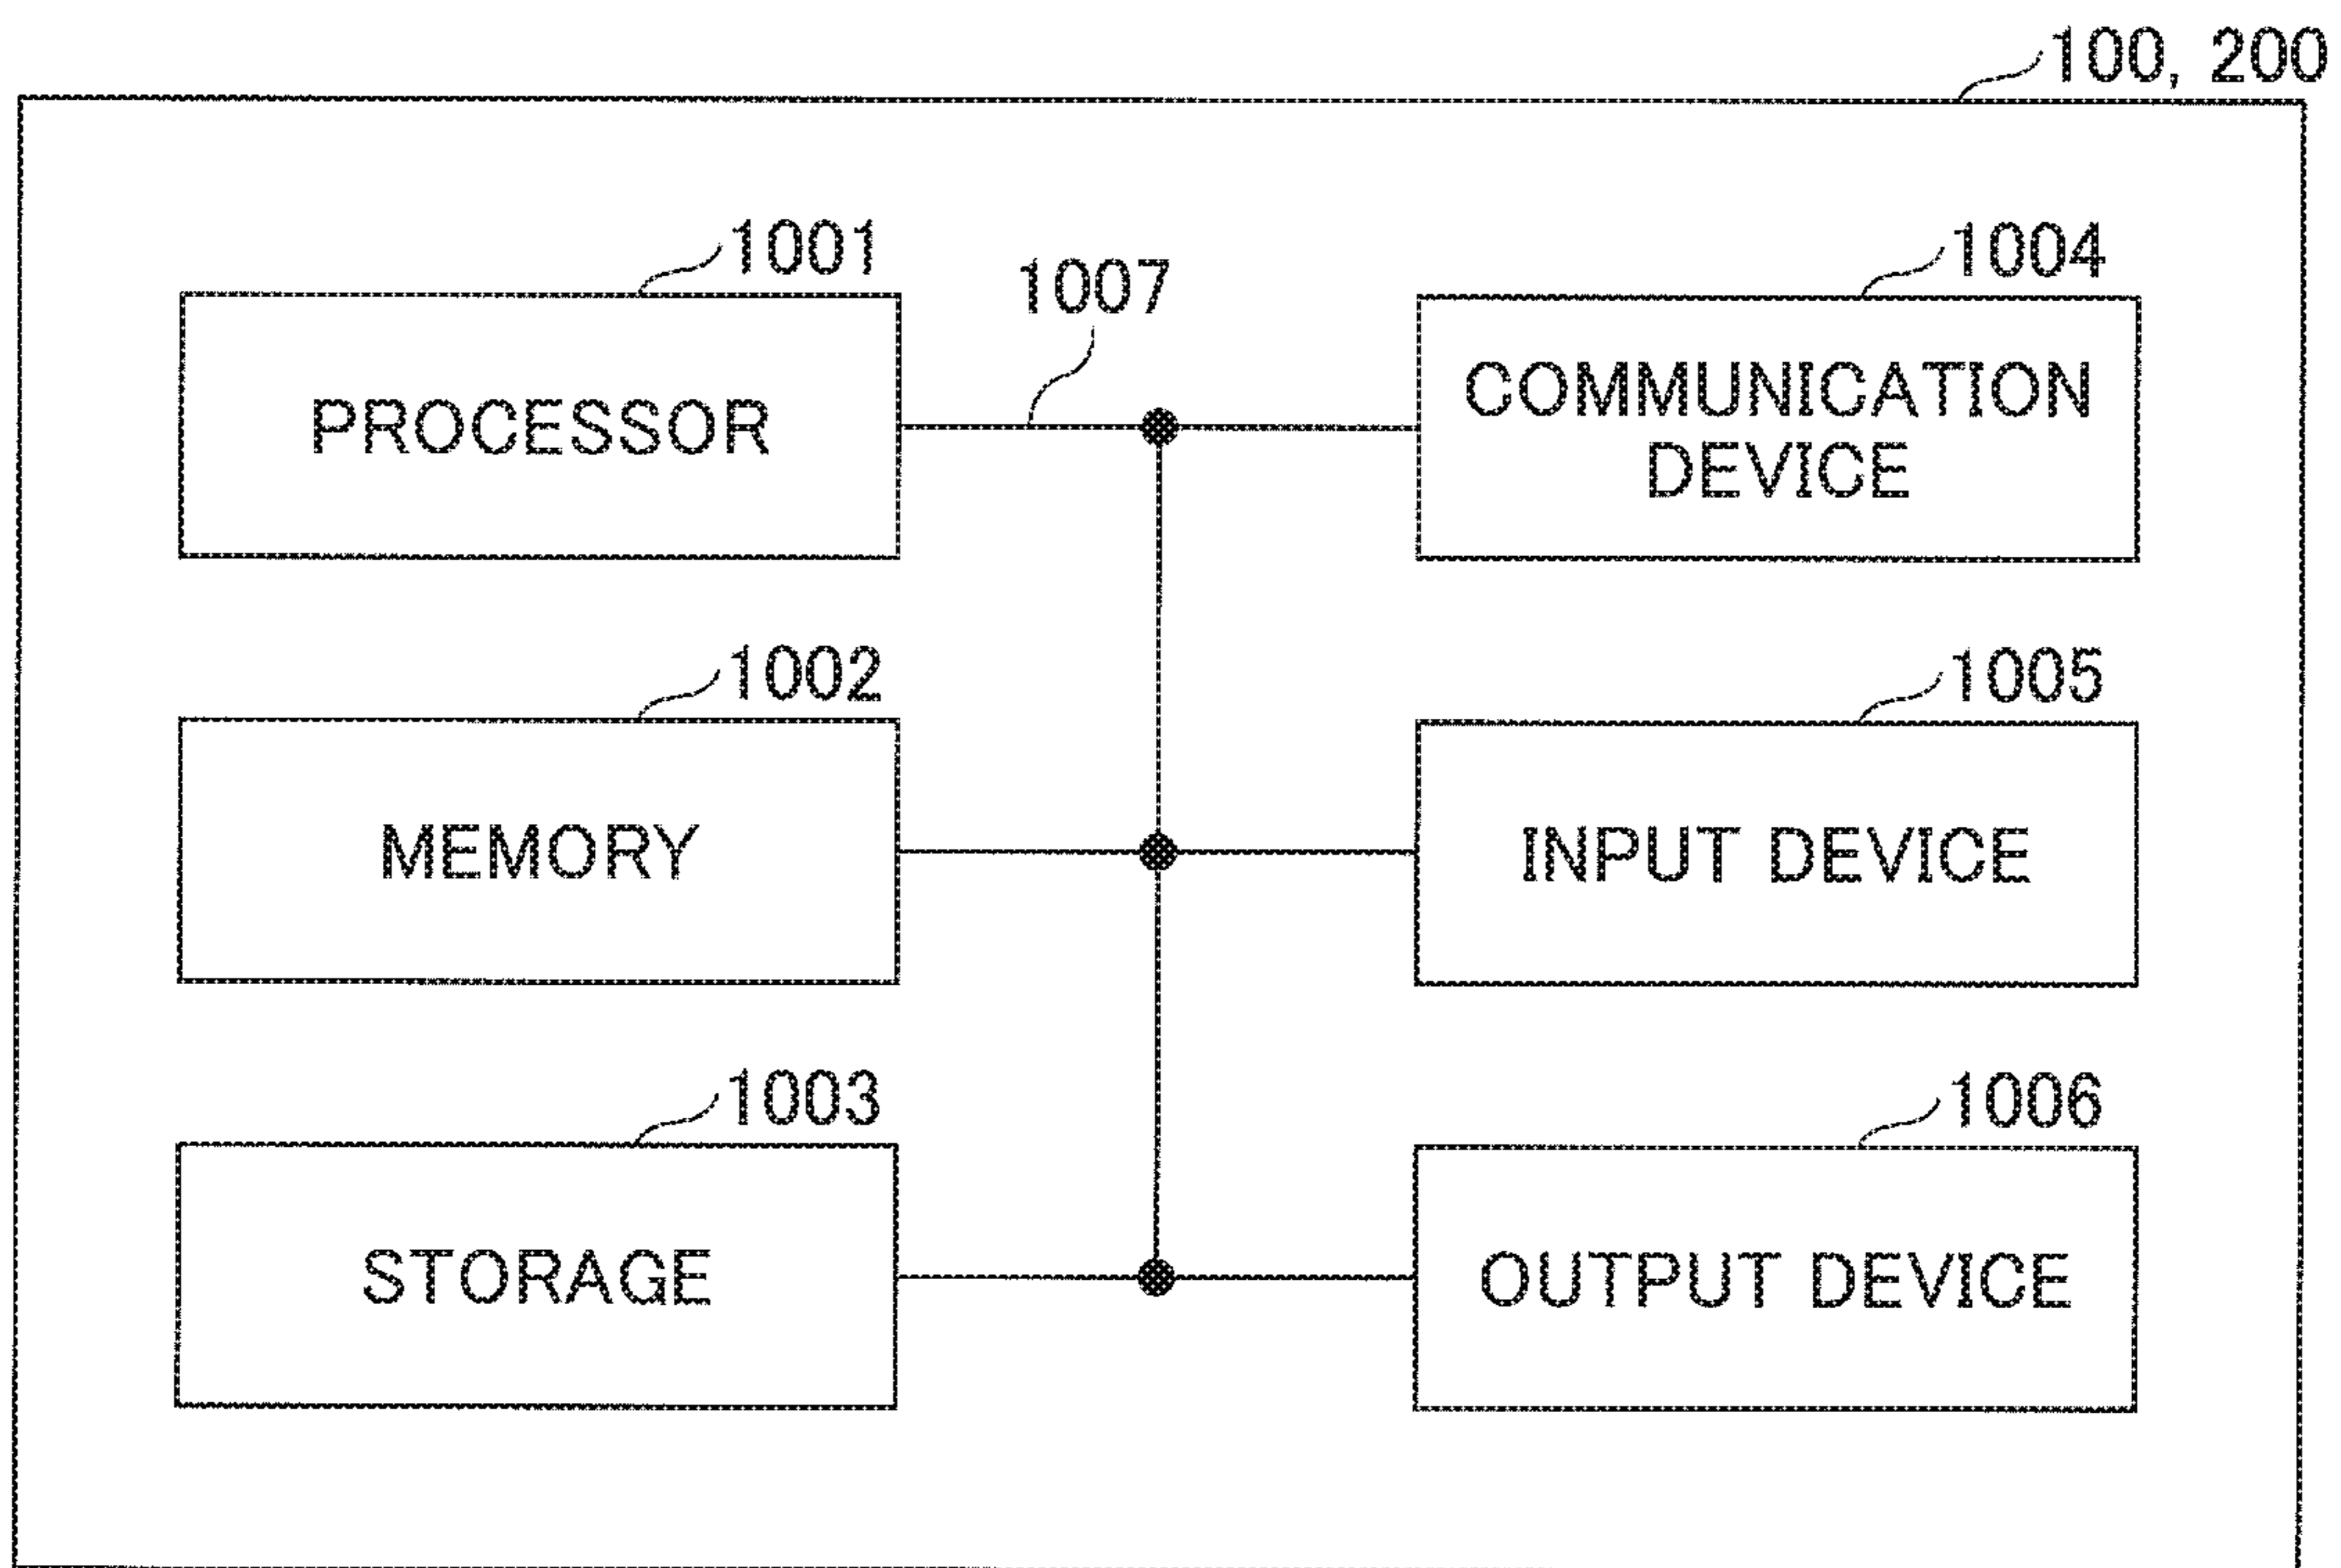 100, 200
1001
1007
1004
PROCESSOR
COMMUNICATION
DEVICE
1002
1005
MEMORY
INPUT DEVICE
1003
1006
STORAGE
OUTPUT DEVICE